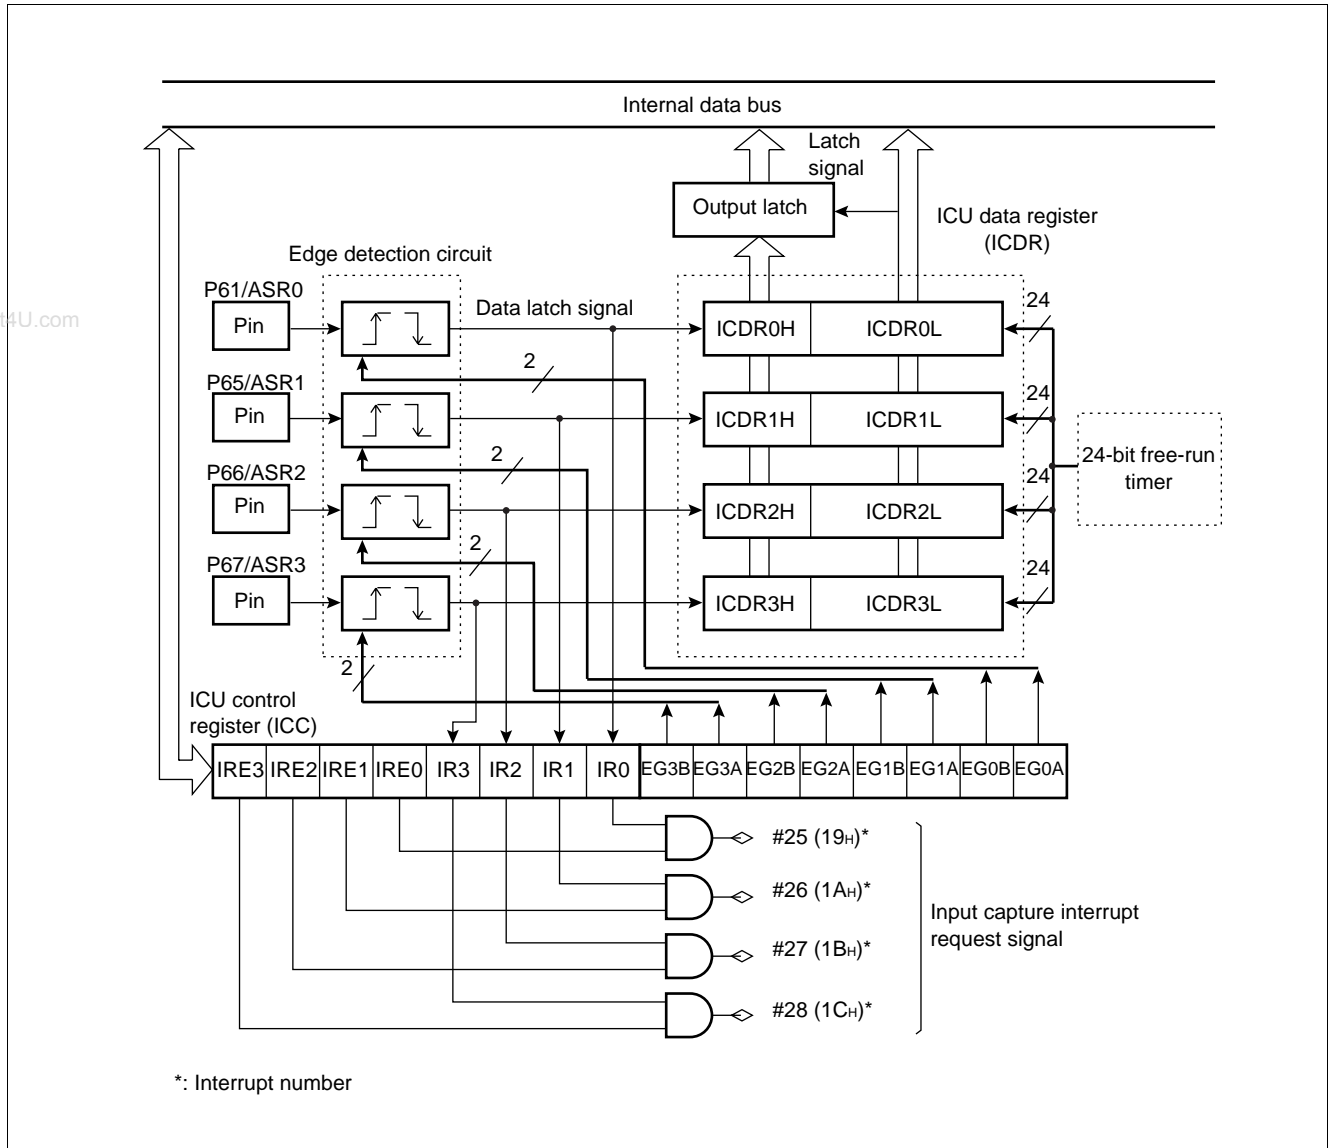 Internal data bus
Latch
signal
Output latch
ICU data register
(ICDR)
Edge detection circuit
P61/ASR0
Pin
Data latch signal
ICDR0H
ICDR0L
24
t4U.com
2
P65/ASR1
Pin
ICDR1H
ICDR1L
24
2
24-bit free-run
timer
P66/ASR2
Pin
ICDR2H
ICDR2L
24
2
P67/ASR3
Pin
ICDR3H
ICDR3L
24
2
ICU control
register (ICC)
IRE3 IRE2 IRE1 IRE0 IR3 IR2 IR1 IR0 EG3B EG3A EG2B EG2A EG1B EG1A EG0B EG0A
#25 (19H)*
#26 (1AH)*
#27 (1BH)*
#28 (1CH)*
Input capture interrupt
request signal
*: Interrupt number